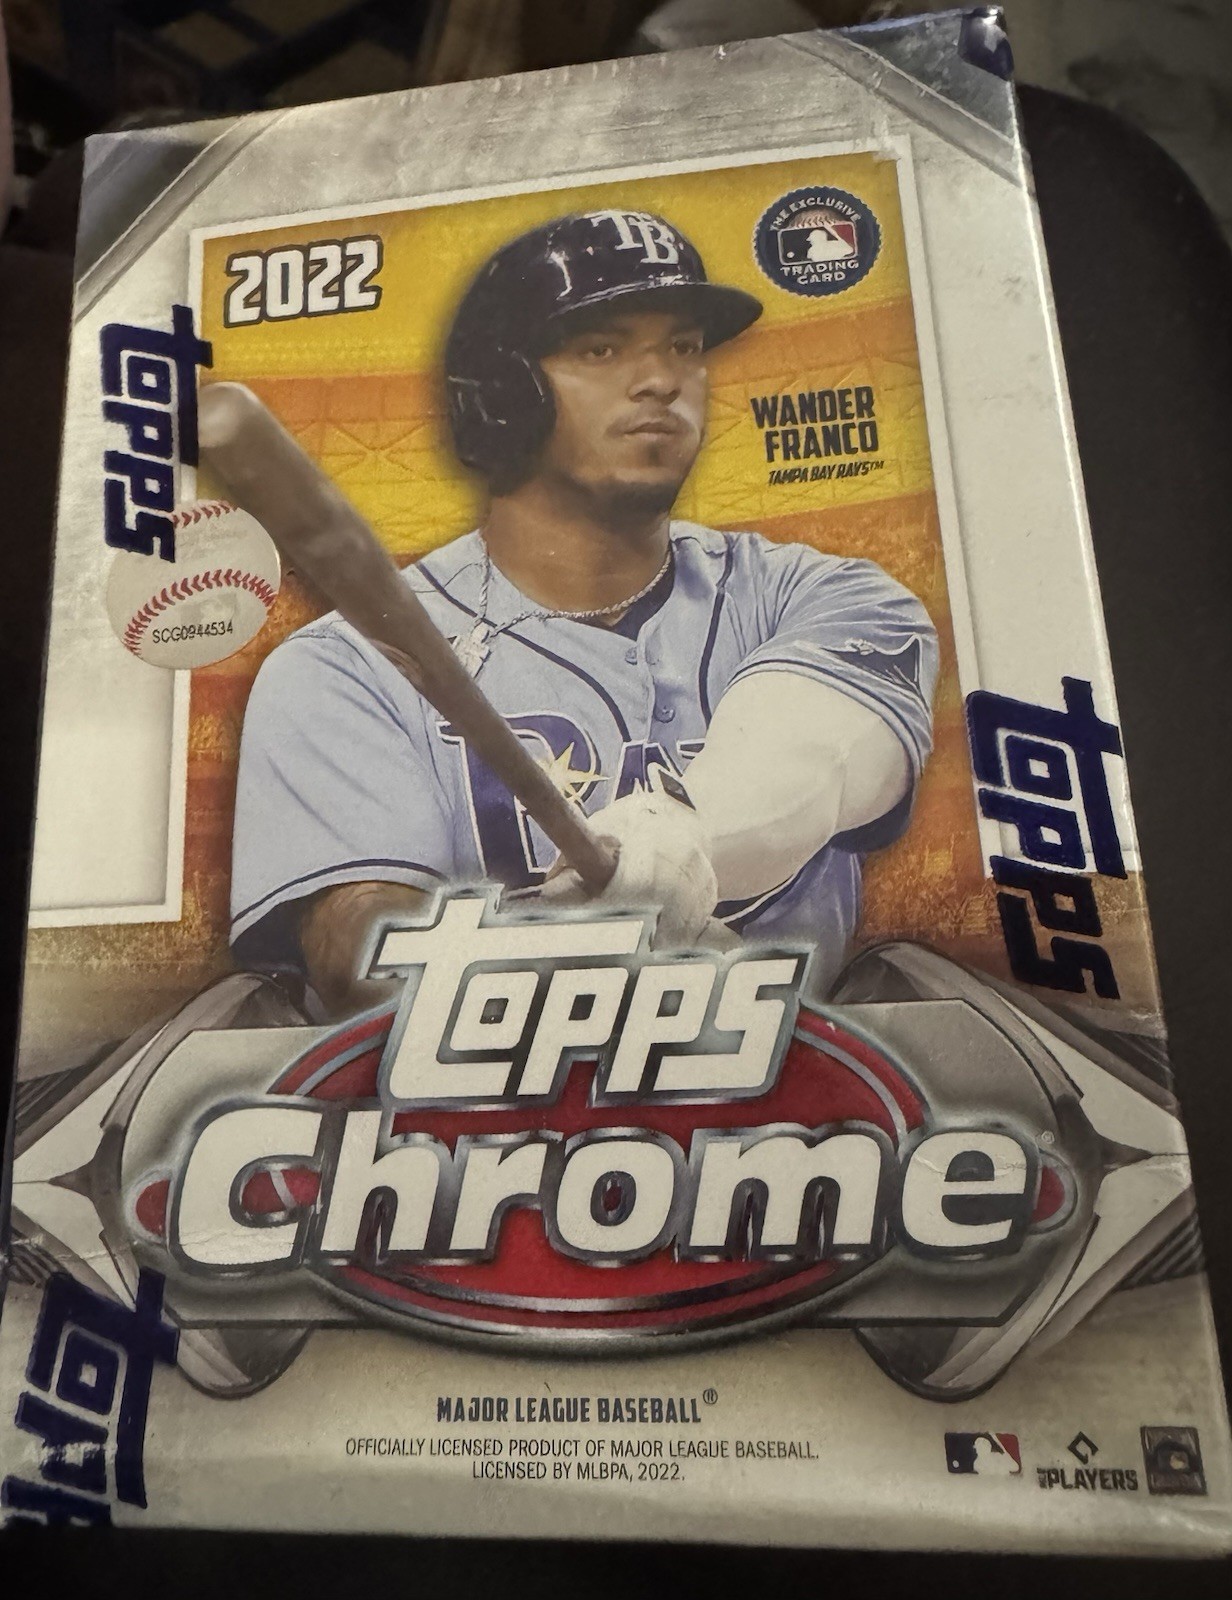 2022
TB
THE EXCLUSIVE
TRADING
CARD
topps
WANDER
FRANCO
TAMPA BAY RAYS™
SCG0944534
topps
topps
Chrome®
topps
MAJOR LEAGUE BASEBALL®
OFFICIALLY LICENSED PRODUCT OF MAJOR LEAGUE BASEBALL.
LICENSED BY MLBPA, 2022.
PLAYERS